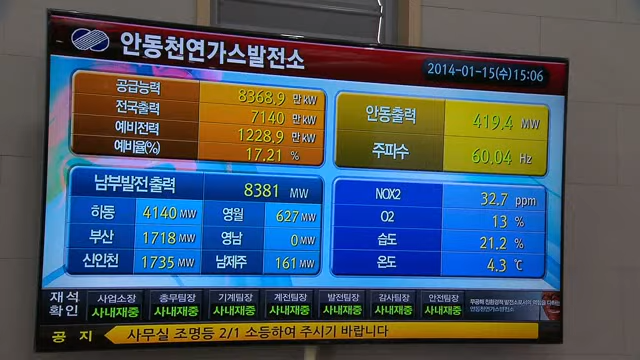 안동천연가스발전소
2014-01-15(수)15:06
공급능력 8368.9 만kW
전국출력 7140 만kW
예비전력 1228.9 만kW
예비율(%) 17.21 %
안동출력 419.4 MW
주파수 60.04 Hz
남부발전출력 8381 MW
하동 4140 MW 영월 627 MW
부산 1718 MW 영남 0 MW
신인천 1735 MW 남제주 161 MW
NOX2 32.7 ppm
O2 13 %
습도 21.2 %
온도 4.3 ℃
재석 확인
사업소장 총무팀장 기계팀장 계전팀장 발전팀장 감사팀장 안전팀장
사내재중 사내재중 사내재중 사내재중 사내재중 사내재중 사내재중
안동천연가스발전소
공 지 사무실 조명등 2/1 소등하여 주시기 바랍니다